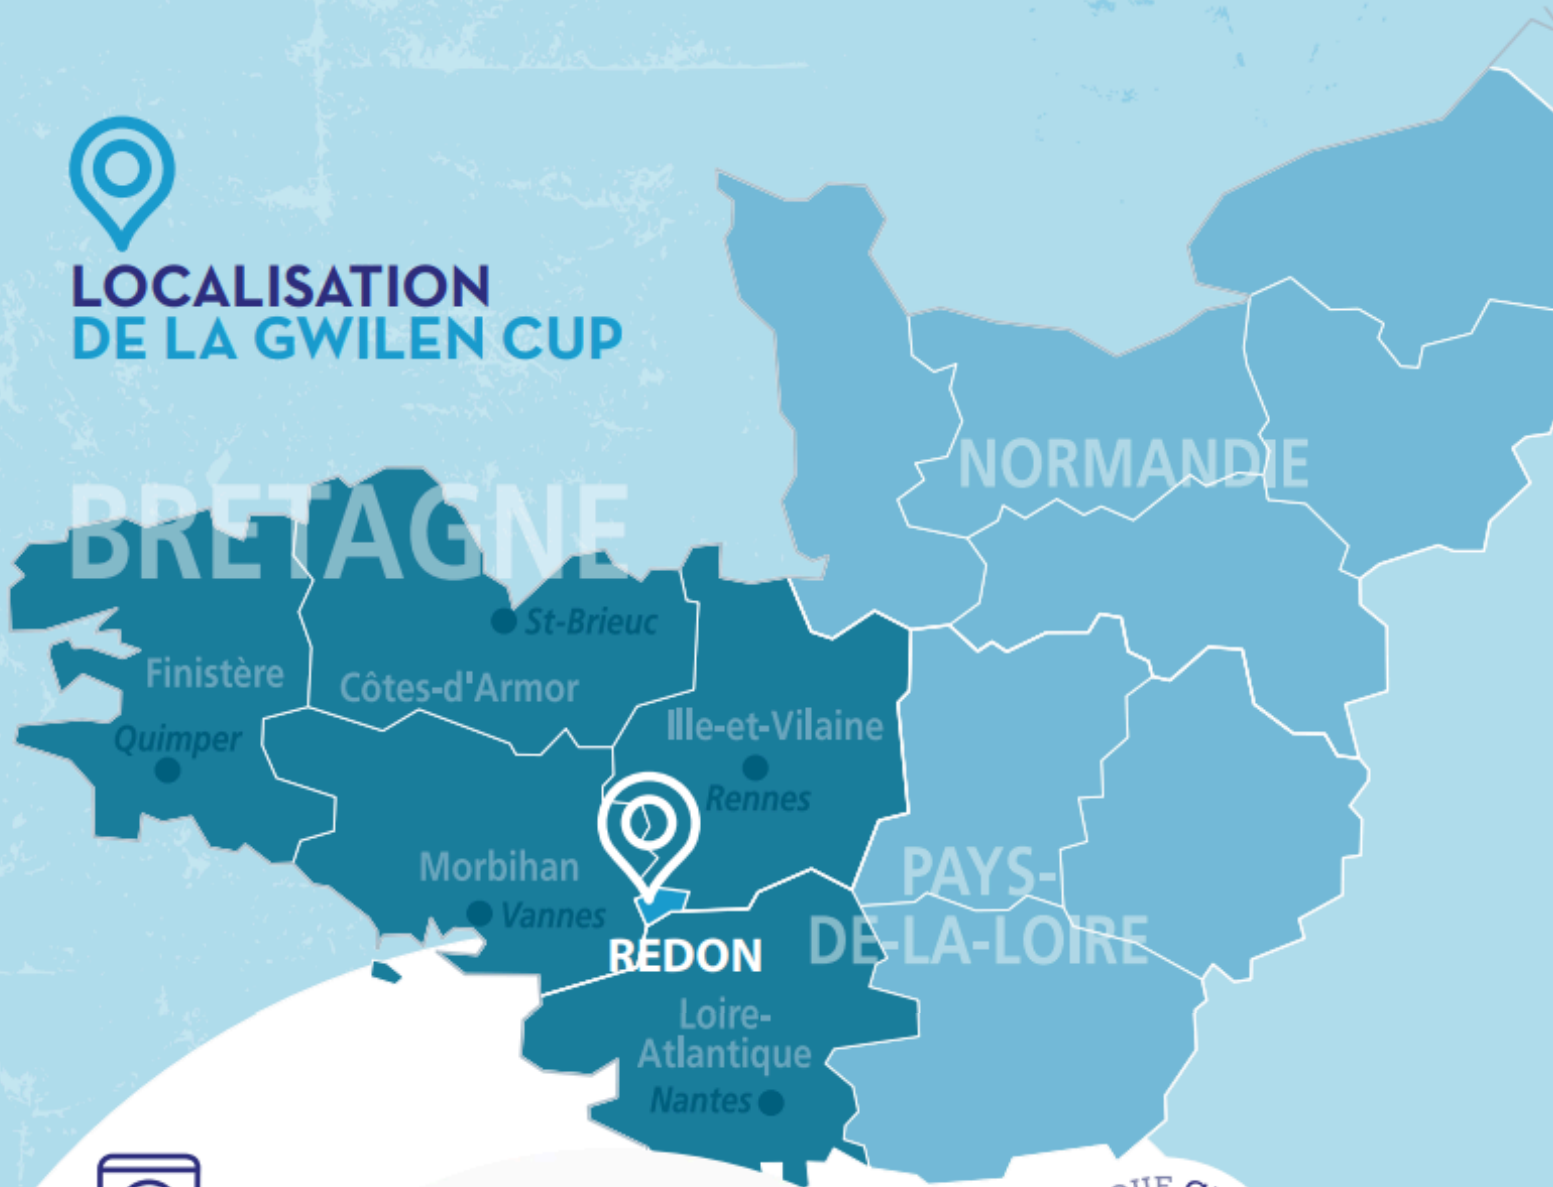 LOCALISATION
DE LA GWILEN CUP
BRETAGNE
NORMANDIE
St-Brieuc
Finistère
Côtes-d'Armor
Quimper
Ille-et-Vilaine
Rennes
Morbihan
Vannes
PAYS-
DE-LA-LOIRE
REDON
Loire-
Atlantique
Nantes